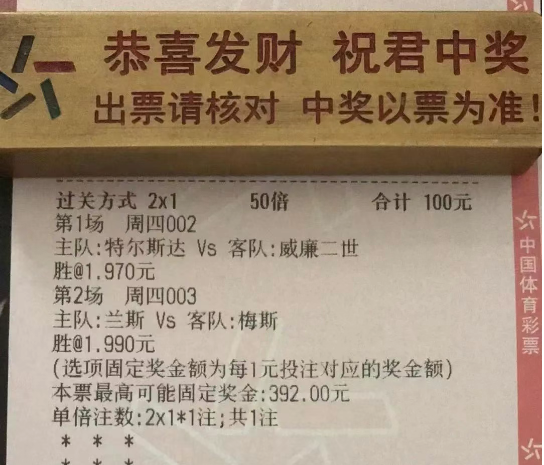 恭喜发财 祝君中奖
出票请核对 中奖以票为准!
过关方式 2x1 50倍 合计 100元
第1场 周四002
主队:特尔斯达 Vs 客队:威廉二世
胜@1.970元
第2场 周四003
主队:兰斯 Vs 客队:梅斯
胜@1.990元
(选项固定奖金额为每1元投注对应的奖金额)
本票最高可能固定奖金:392.00元
单倍注数:2x1*1注;共1注
* * *
* * *
中国体育彩票